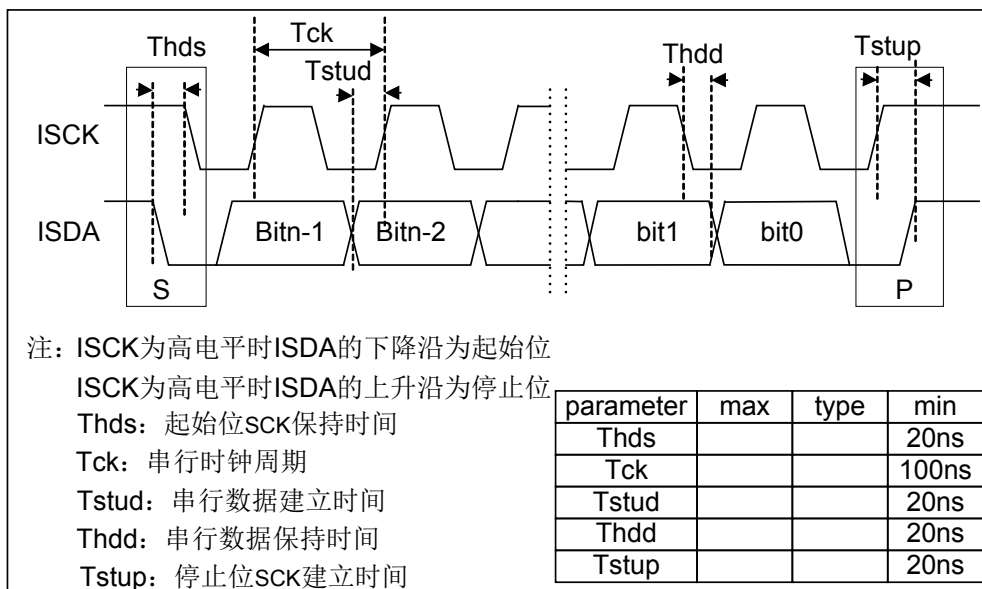 Thds
Tck
Tstud
Thdd
Tstup
ISCK
ISDA
Bitn-1
Bitn-2
bit1
bit0
S
P
注：ISCK为高电平时ISDA的下降沿为起始位
ISCK为高电平时ISDA的上升沿为停止位
Thds：起始位SCK保持时间
Tck：串行时钟周期
Tstud：串行数据建立时间
Thdd：串行数据保持时间
Tstup：停止位SCK建立时间
parameter max type min
Thds 20ns
Tck 100ns
Tstud 20ns
Thdd 20ns
Tstup 20ns